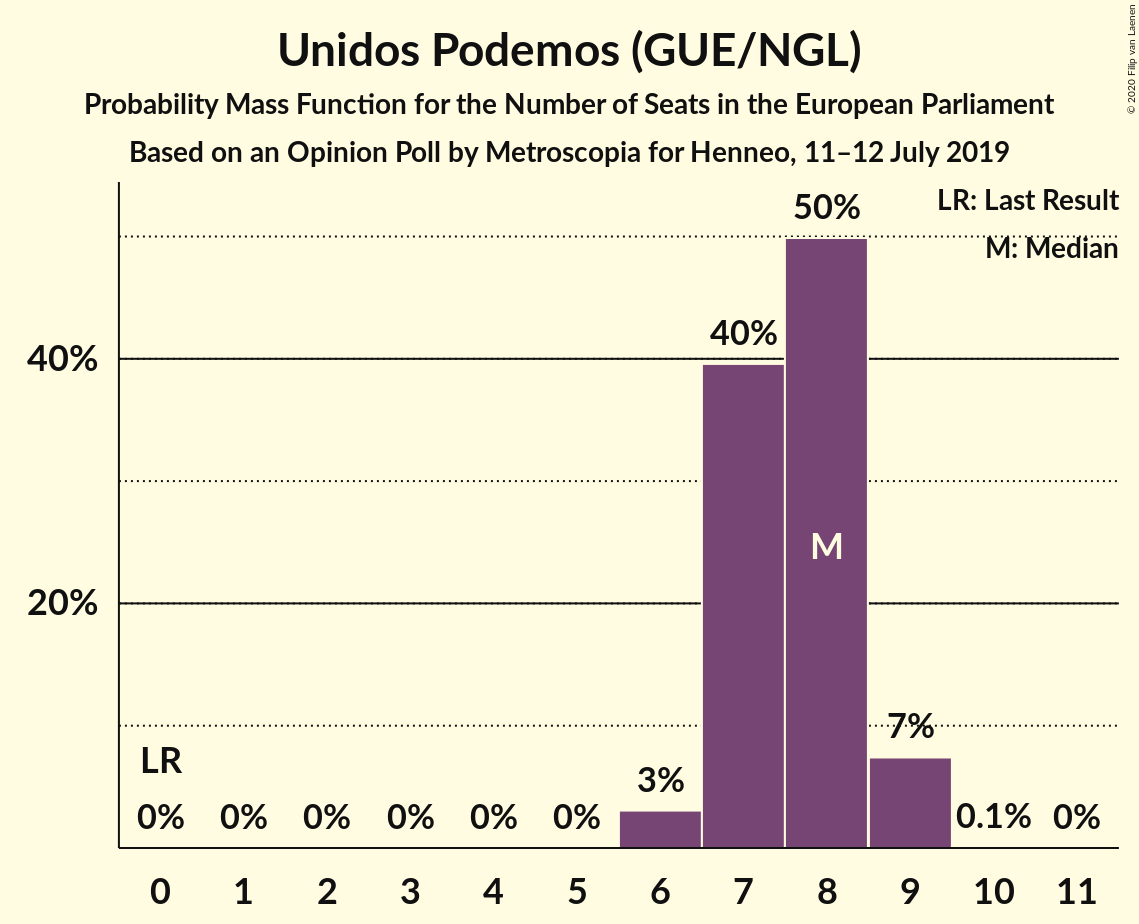 Unidos Podemos (GUE/NGL)
Probability Mass Function for the Number of Seats in the European Parliament
Based on an Opinion Poll by Metroscopia for Henneo, 11–12 July 2019
© 2020 Filip van Laenen
LR: Last Result
M: Median
50%
40%
40%
M
20%
7%
LR
3%
0% 0% 0% 0% 0% 0% 0.1% 0%
0 1 2 3 4 5 6 7 8 9 10 11